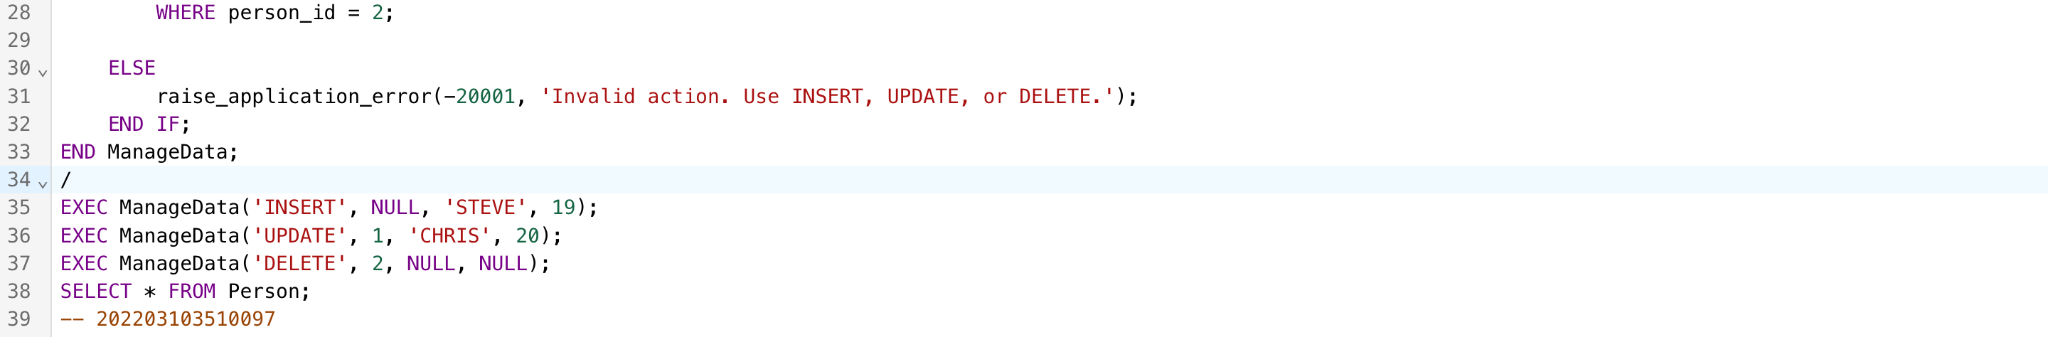 28 WHERE person_id = 2;
29
30 ELSE
31 raise_application_error(-20001, 'Invalid action. Use INSERT, UPDATE, or DELETE.');
32 END IF;
33 END ManageData;
34 /
35 EXEC ManageData('INSERT', NULL, 'STEVE', 19);
36 EXEC ManageData('UPDATE', 1, 'CHRIS', 20);
37 EXEC ManageData('DELETE', 2, NULL, NULL);
38 SELECT * FROM Person;
39 -- 202203103510097